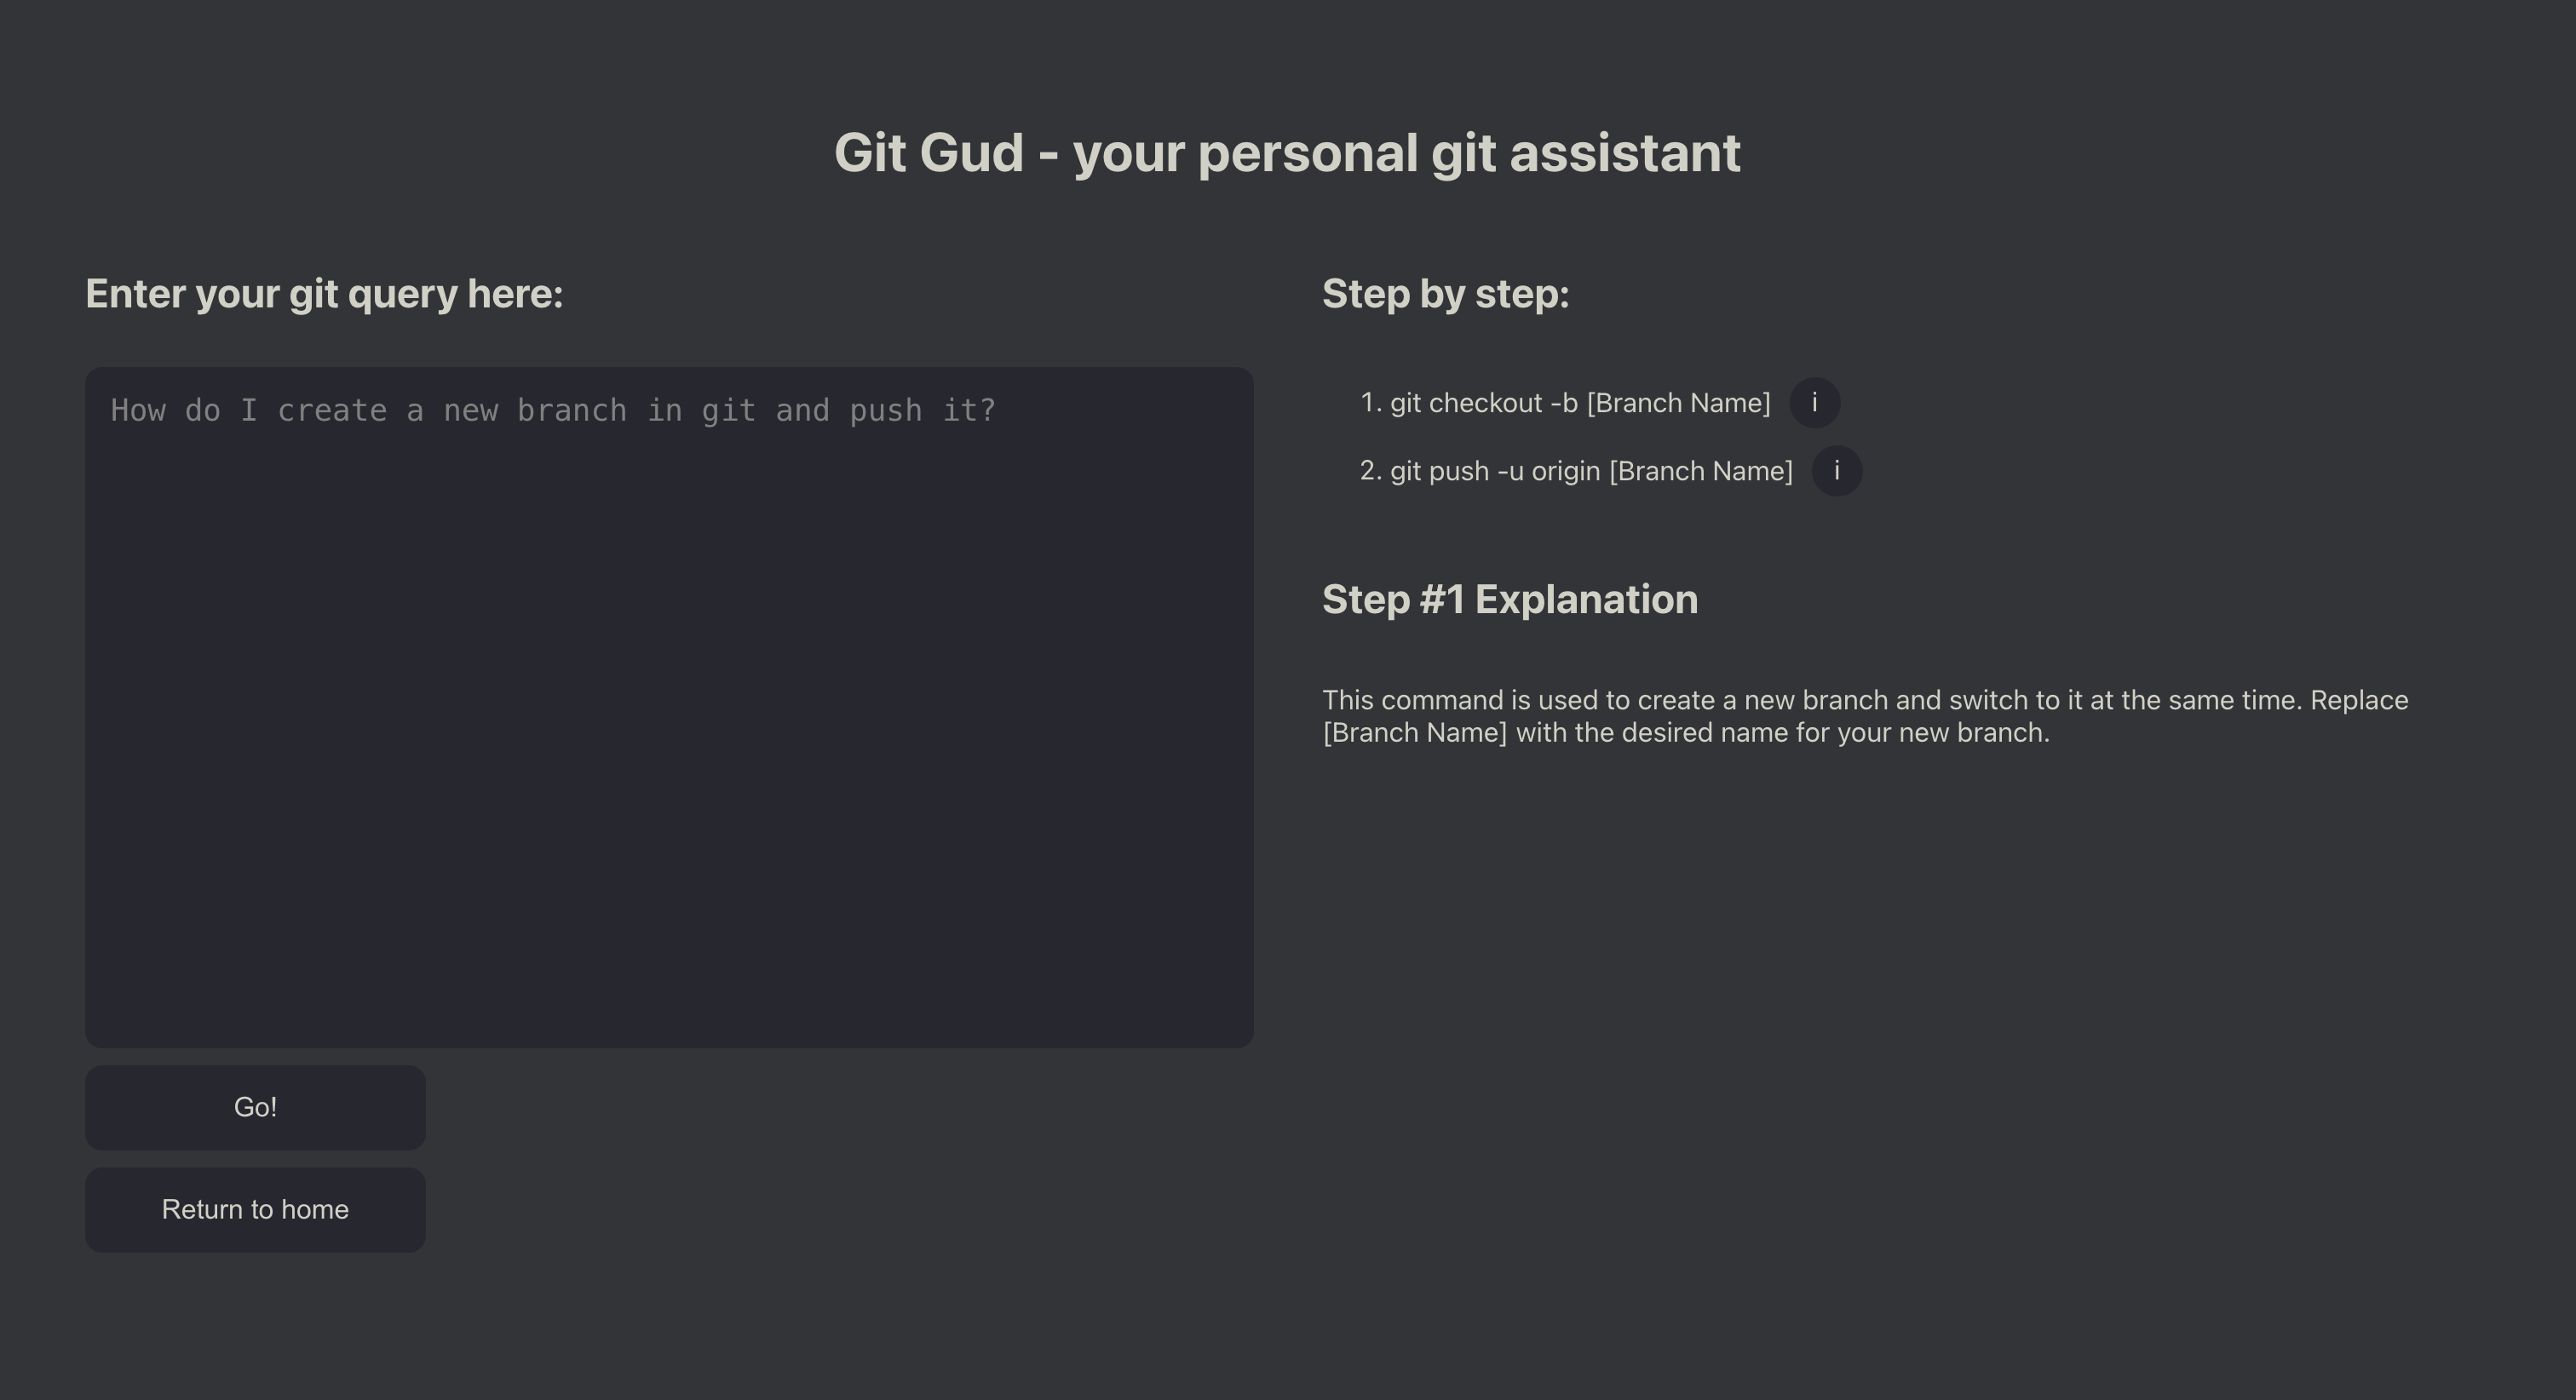 Git Gud - your personal git assistant
Enter your git query here:
How do I create a new branch in git and push it?
Go!
Return to home
Step by step:
1. git checkout -b [Branch Name] i
2. git push -u origin [Branch Name] i
Step #1 Explanation
This command is used to create a new branch and switch to it at the same time. Replace
[Branch Name] with the desired name for your new branch.